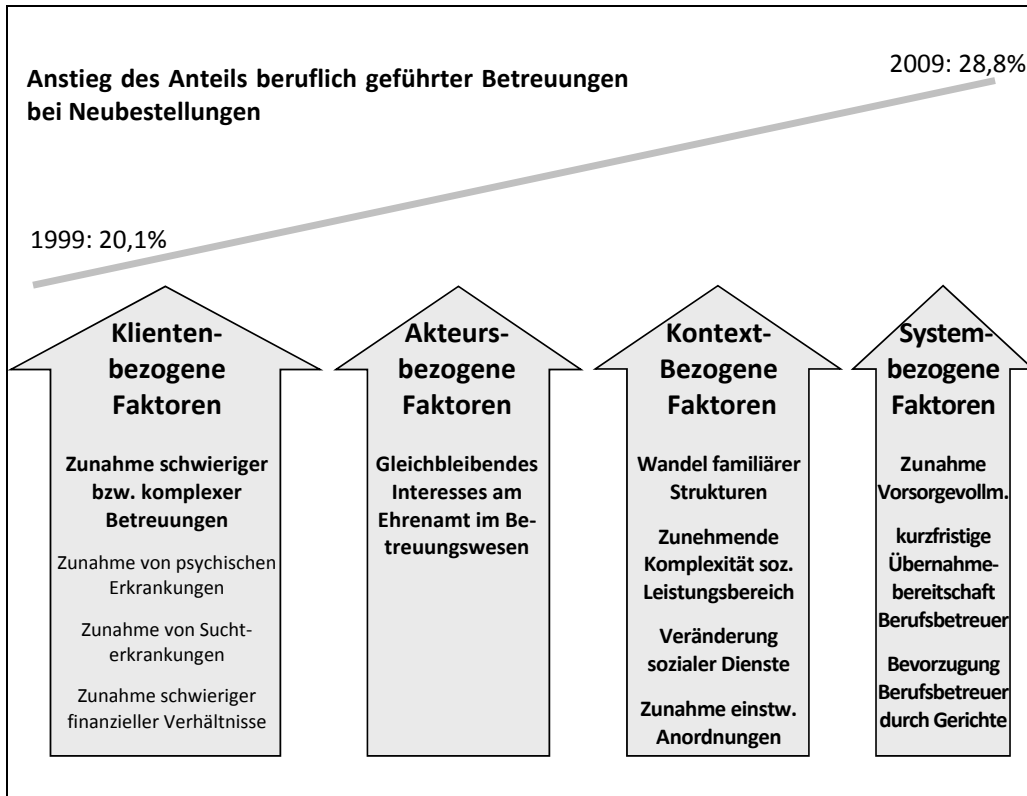 Anstieg des Anteils beruflich geführter Betreuungen
bei Neubestellungen
2009: 28,8%
1999: 20,1%
Klienten-
bezogene
Faktoren
Zunahme schwieriger
bzw. komplexer
Betreuungen
Zunahme von psychischen
Erkrankungen
Zunahme von Sucht-
erkrankungen
Zunahme schwieriger
finanzieller Verhältnisse
Akteurs-
bezogene
Faktoren
Gleichbleibendes
Interesses am
Ehrenamt im Be-
treuungswesen
Kontext-
Bezogene
Faktoren
Wandel familiärer
Strukturen
Zunehmende
Komplexität soz.
Leistungsbereich
Veränderung
sozialer Dienste
Zunahme einstw.
Anordnungen
System-
bezogene
Faktoren
Zunahme
Vorsorgevollm.
kurzfristige
Übernahme-
bereitschaft
Berufsbetreuer
Bevorzugung
Berufsbetreuer
durch Gerichte